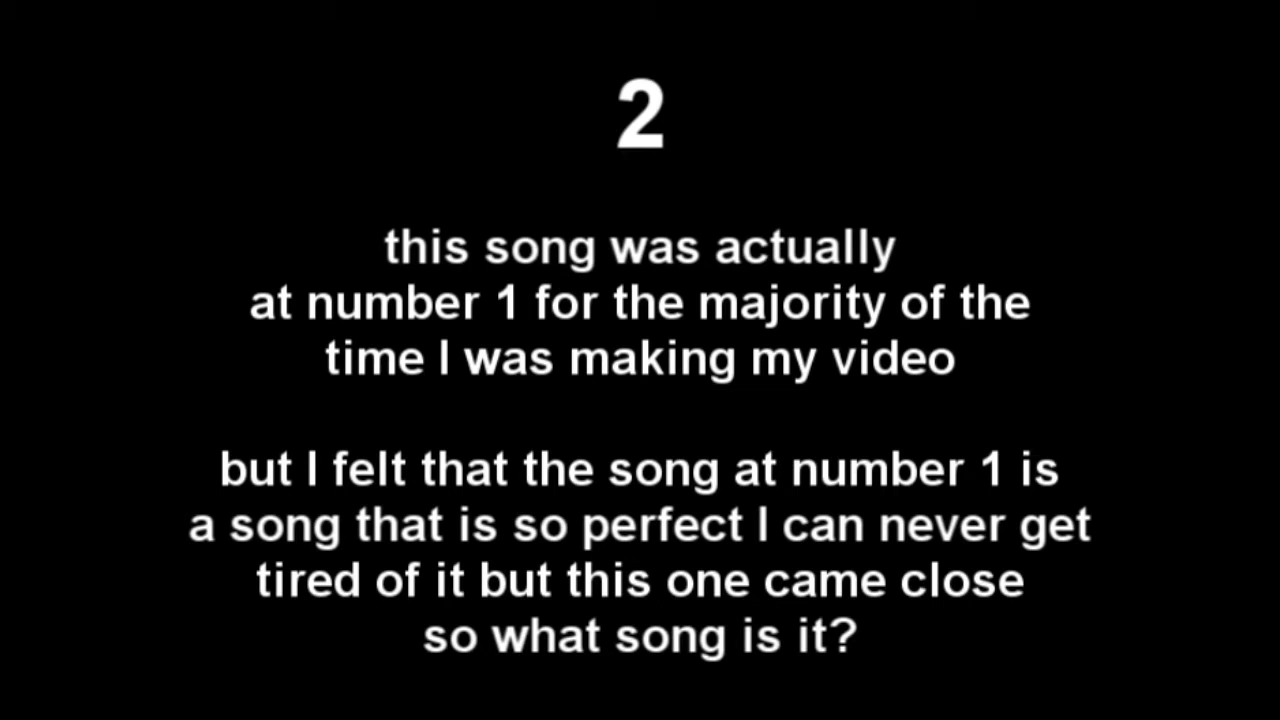 2
this song was actually
at number 1 for the majority of the
time I was making my video
but I felt that the song at number 1 is
a song that is so perfect I can never get
tired of it but this one came close
so what song is it?